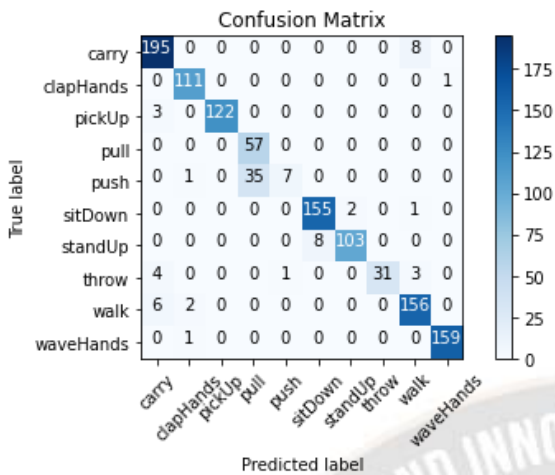 Confusion Matrix
carry 195 0 0 0 0 0 0 0 8 0
clapHands 0 111 0 0 0 0 0 0 0 1
pickUp 3 0 122 0 0 0 0 0 0 0
pull 0 0 0 57 0 0 0 0 0 0
push 0 1 0 35 7 0 0 0 0 0
sitDown 0 0 0 0 0 155 2 0 1 0
standUp 0 0 0 0 0 8 103 0 0 0
throw 4 0 0 0 1 0 0 31 3 0
walk 6 2 0 0 0 0 0 0 156 0
waveHands 0 1 0 0 0 0 0 0 0 159
carry clapHands pickUp pull push sitDown standUp throw walk waveHands
True label
Predicted label
175
150
125
100
75
50
25
0
ND INNO